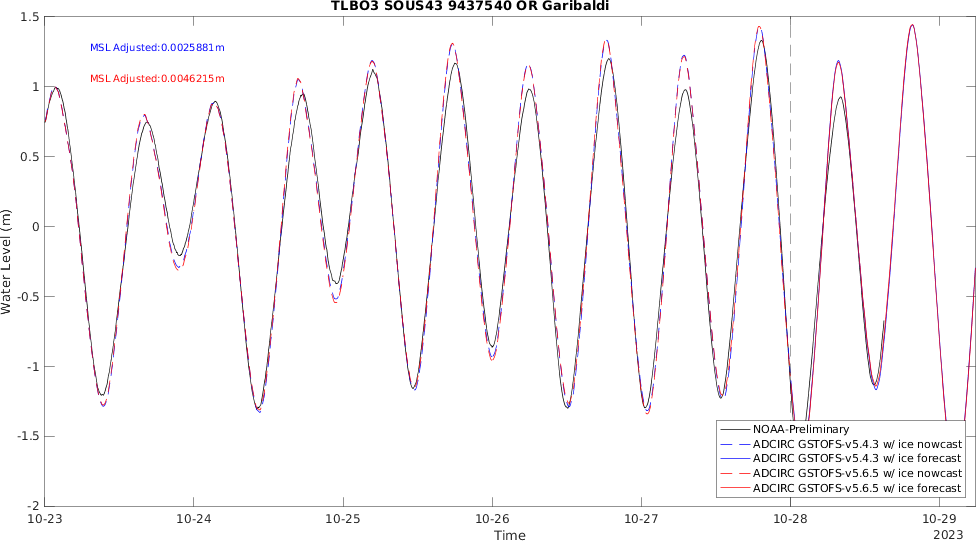 TLBO3 SOUS43 9437540 OR Garibaldi
MSL Adjusted:0.0025881m
MSL Adjusted:0.0046215m
Water Level (m)
1.5
1
0.5
0
-0.5
-1
-1.5
-2
NOAA-Preliminary
ADCIRC GSTOFS-v5.4.3 w/ ice nowcast
ADCIRC GSTOFS-v5.4.3 w/ ice forecast
ADCIRC GSTOFS-v5.6.5 w/ ice nowcast
ADCIRC GSTOFS-v5.6.5 w/ ice forecast
10-23 10-24 10-25 10-26 10-27 10-28 10-29
Time
2023